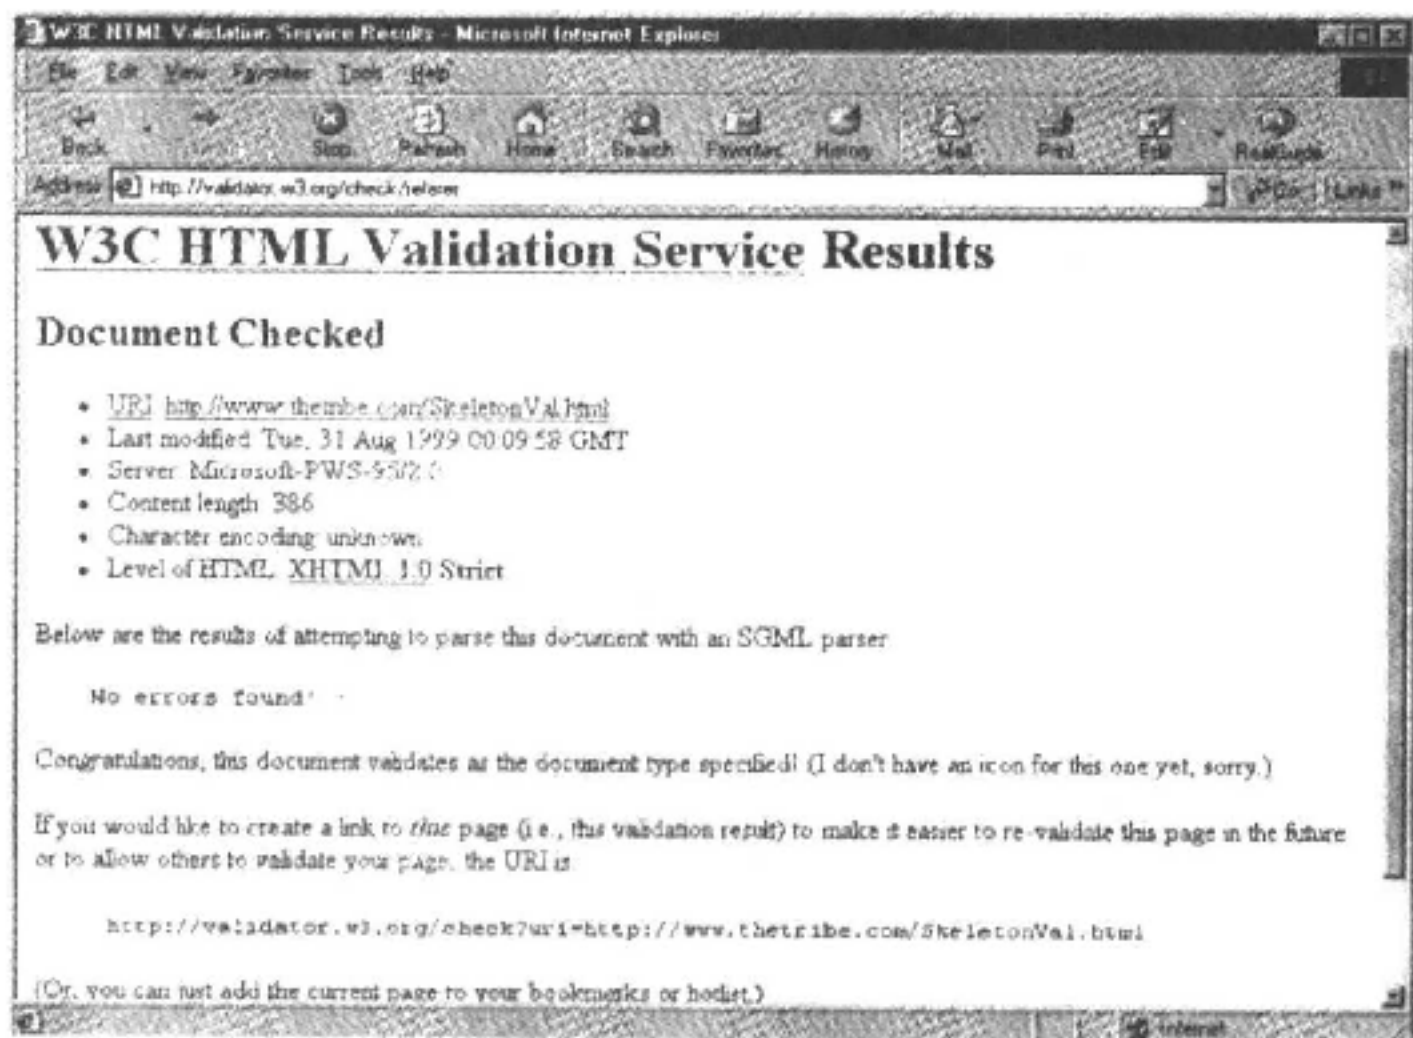 W3C HTML Validation Service Results - Microsoft Internet Explorer
File Edit View Favorites Tools Help
Back Stop Refresh Home Search Favorites History Mail Print Edit RealGuide
Address http://validator.w3.org/check/referer Go Links »
W3C HTML Validation Service Results
Document Checked
• URI: http://www.thetribe.com/SkeletonVal.html
• Last modified: Tue, 31 Aug 1999 00:09:58 GMT
• Server: Microsoft-PWS-95/2.0
• Content length: 386
• Character encoding: unknown
• Level of HTML: XHTML 1.0 Strict
Below are the results of attempting to parse this document with an SGML parser.
No errors found!
Congratulations, this document validates as the document type specified! (I don't have an icon for this one yet, sorry.)
If you would like to create a link to this page (i.e., this validation result) to make it easier to re-validate this page in the future
or to allow others to validate your page, the URI is:
http://validator.w3.org/check?uri=http://www.thetribe.com/SkeletonVal.html
(Or, you can just add the current page to your bookmarks or hotlist.)
Internet